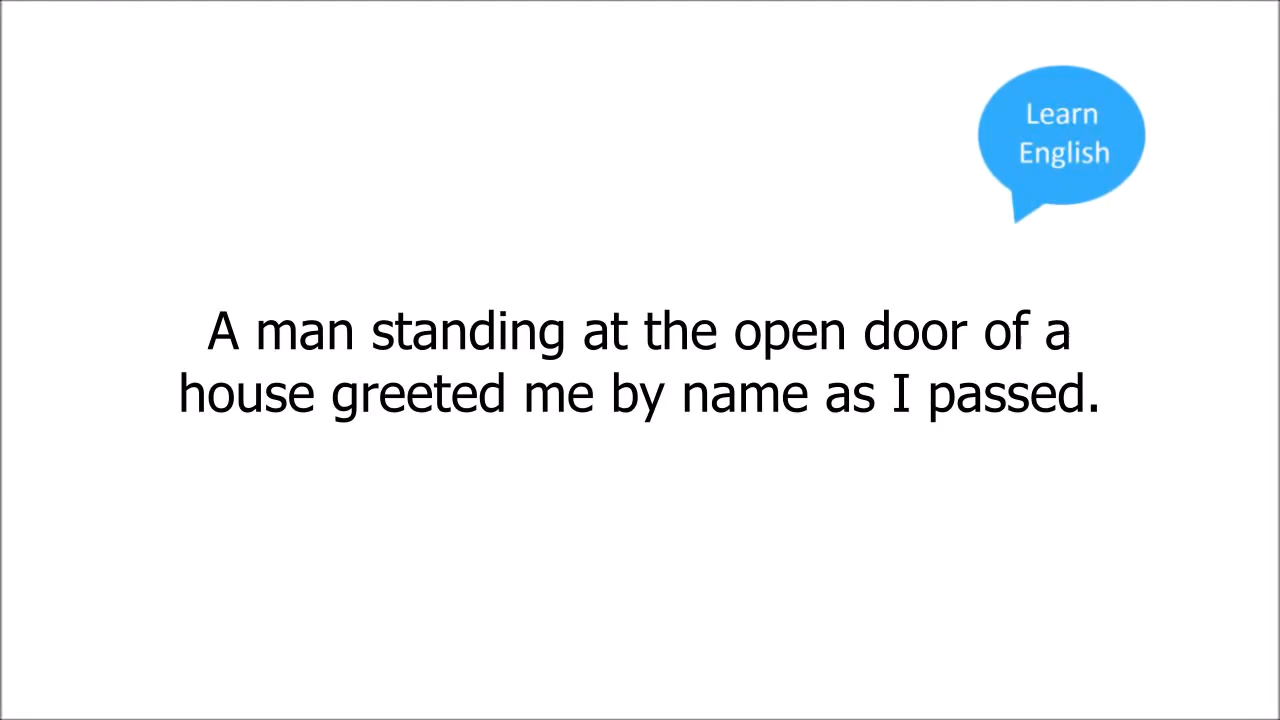 Learn
English
A man standing at the open door of a
house greeted me by name as I passed.